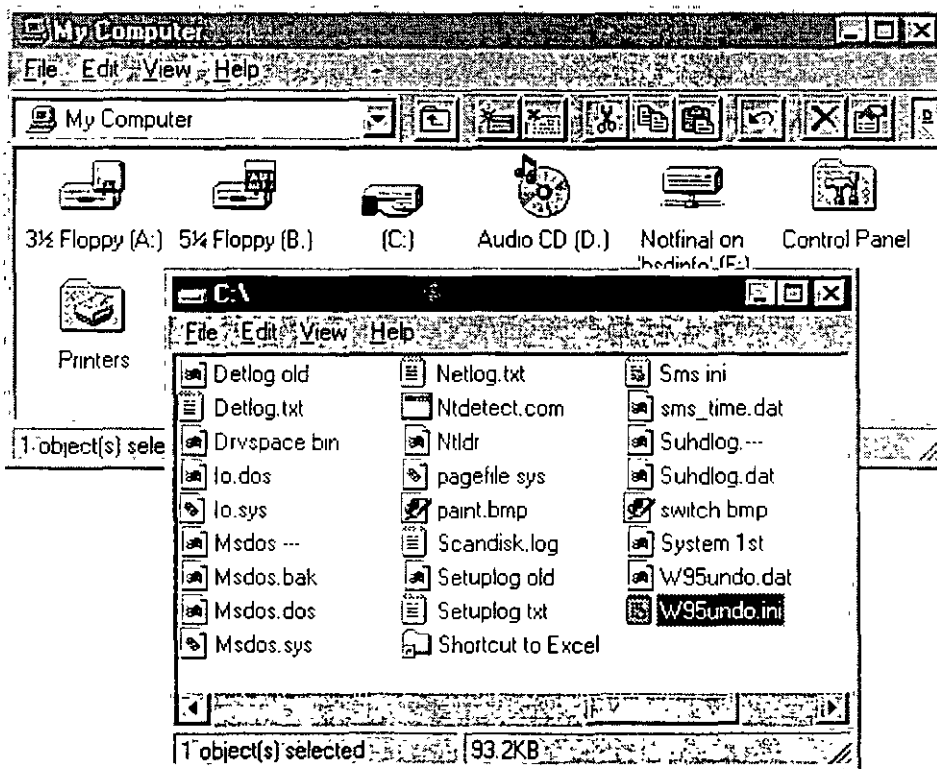 My Computer
File Edit View Help
My Computer
3½ Floppy (A:) 5¼ Floppy (B.) (C:) Audio CD (D.) Notfinal on Control Panel
'bsdinfo' (F:)
Printers
1 object(s) sele
C:\
File Edit View Help
Detlog old Netlog.txt Sms ini
Detlog.txt Ntdetect.com sms_time.dat
Drvspace bin Ntldr Suhdlog.---
Io.dos pagefile sys Suhdlog.dat
Io.sys paint.bmp switch bmp
Msdos --- Scandisk.log System 1st
Msdos.bak Setuplog old W95undo.dat
Msdos.dos Setuplog txt W95undo.ini
Msdos.sys Shortcut to Excel
1 object(s) selected 93.2KB